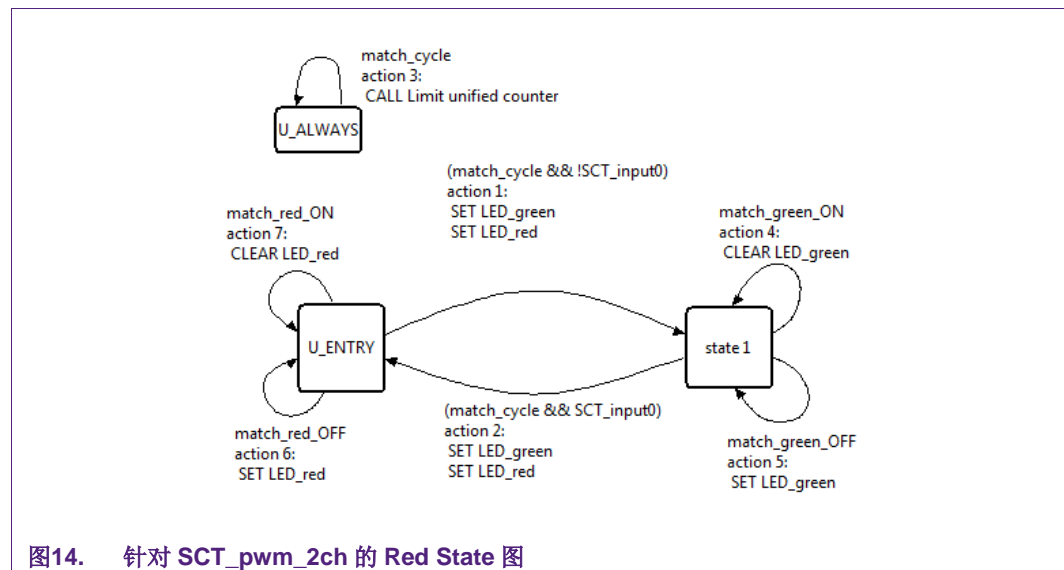 match_cycle
action 3:
CALL Limit unified counter
U_ALWAYS
(match_cycle && !SCT_input0)
action 1:
SET LED_green
SET LED_red
match_red_ON
action 7:
CLEAR LED_red
match_green_ON
action 4:
CLEAR LED_green
U_ENTRY
state 1
(match_cycle && SCT_input0)
action 2:
SET LED_green
SET LED_red
match_red_OFF
action 6:
SET LED_red
match_green_OFF
action 5:
SET LED_green
图14. 针对 SCT_pwm_2ch 的 Red State 图